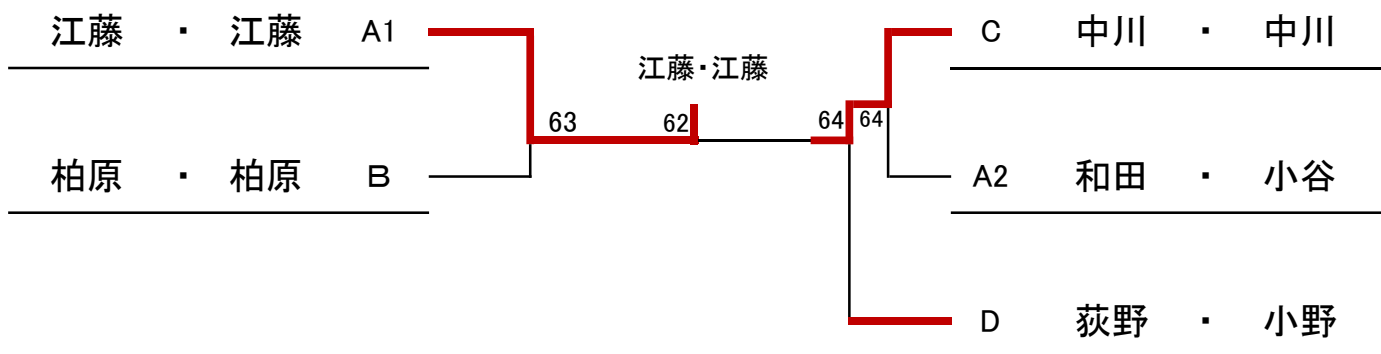 江藤 ・ 江藤 A1
柏原 ・ 柏原 B
63
62
江藤・江藤
64
64
C 中川 ・ 中川
A2 和田 ・ 小谷
D 荻野 ・ 小野